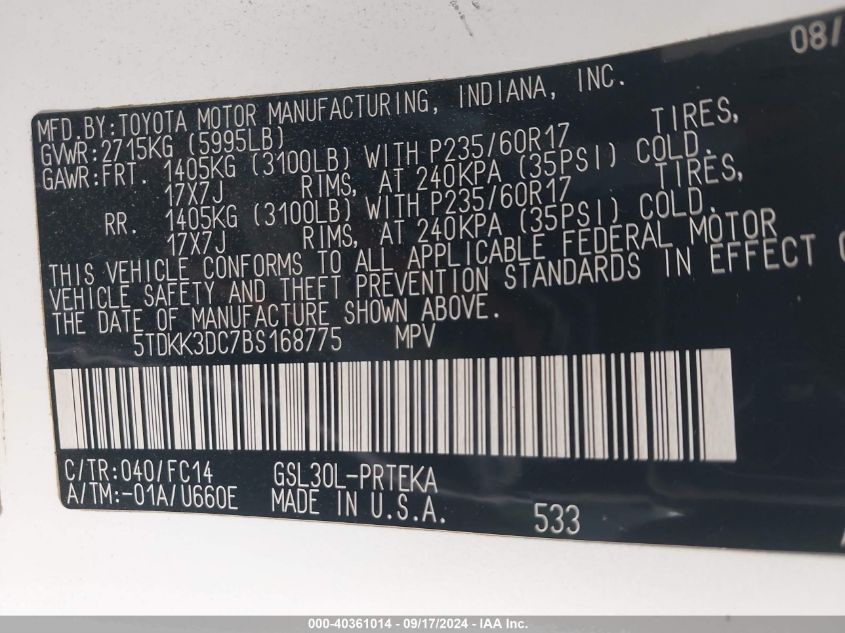 08/
MFD.BY:TOYOTA MOTOR MANUFACTURING, INDIANA, INC.
GVWR:2715KG (5995LB)
GAWR:FRT. 1405KG (3100LB) WITH P235/60R17 TIRES,
17X7J RIMS, AT 240KPA (35PSI) COLD.
RR. 1405KG (3100LB) WITH P235/60R17 TIRES,
17X7J RIMS, AT 240KPA (35PSI) COLD.
THIS VEHICLE CONFORMS TO ALL APPLICABLE FEDERAL MOTOR
VEHICLE SAFETY AND THEFT PREVENTION STANDARDS IN EFFECT
THE DATE OF MANUFACTURE SHOWN ABOVE.
5TDKK3DC7BS168775 MPV
C/TR:040/FC14 GSL30L-PRTEKA
A/TM:-01A/U660E MADE IN U.S.A. 533
000-40361014 - 09/17/2024 - IAA Inc.